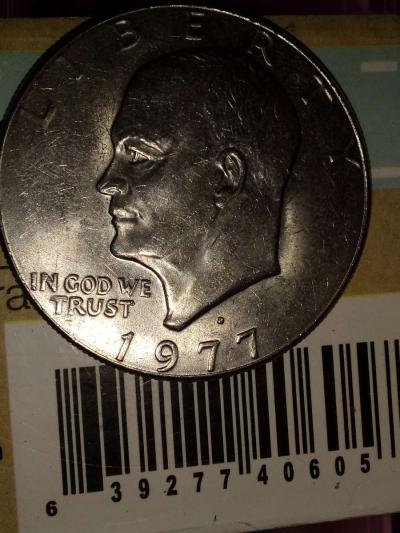 LIBERTY
IN GOD WE
TRUST
D
1977
6 39277 40605